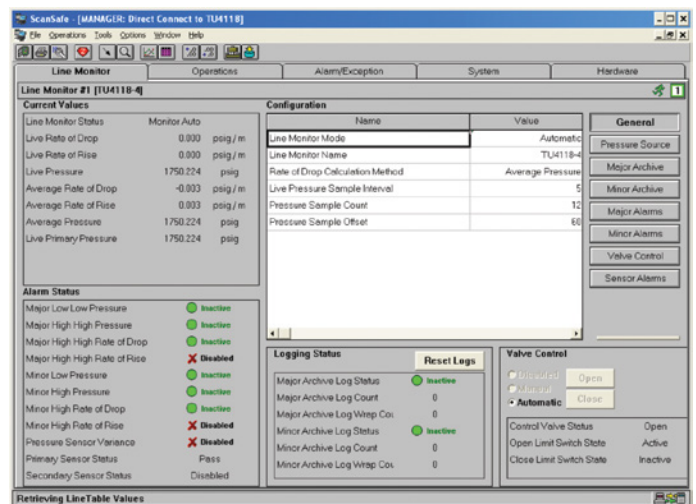 ScanSafe - [MANAGER: Direct Connect to TU4118]
File Operations Tools Options Window Help
Line Monitor Operations Alarm/Exception System Hardware
Line Monitor #1 [TU4118-4]
1
Current Values
Line Monitor Status Monitor Auto
Live Rate of Drop 0.000 psig/m
Live Rate of Rise 0.000 psig/m
Live Pressure 1750.224 psig
Average Rate of Drop -0.003 psig/m
Average Rate of Rise 0.003 psig/m
Average Pressure 1750.224 psig
Live Primary Pressure 1750.224 psig
Configuration
Name Value
Line Monitor Mode Automatic
Line Monitor Name TU4118-4
Rate of Drop Calculation Method Average Pressure
Live Pressure Sample Interval 5
Pressure Sample Count 12
Pressure Sample Offset 60
General
Pressure Source
Major Archive
Minor Archive
Major Alarms
Minor Alarms
Valve Control
Sensor Alarms
Alarm Status
Major Low Low Pressure Inactive
Major High High Pressure Inactive
Major High High Rate of Drop Inactive
Major High High Rate of Rise Disabled
Minor Low Pressure Inactive
Minor High Pressure Inactive
Minor High Rate of Drop Inactive
Minor High Rate of Rise Disabled
Pressure Sensor Variance Disabled
Primary Sensor Status Pass
Secondary Sensor Status Disabled
Logging Status
Reset Logs
Major Archive Log Status Inactive
Major Archive Log Count 0
Major Archive Log Wrap Cou 0
Minor Archive Log Status Inactive
Minor Archive Log Count 0
Minor Archive Log Wrap Cou 0
Valve Control
Disabled
Manual
Automatic
Open
Close
Control Valve Status Open
Open Limit Switch State Active
Close Limit Switch State Inactive
Retrieving LineTable Values